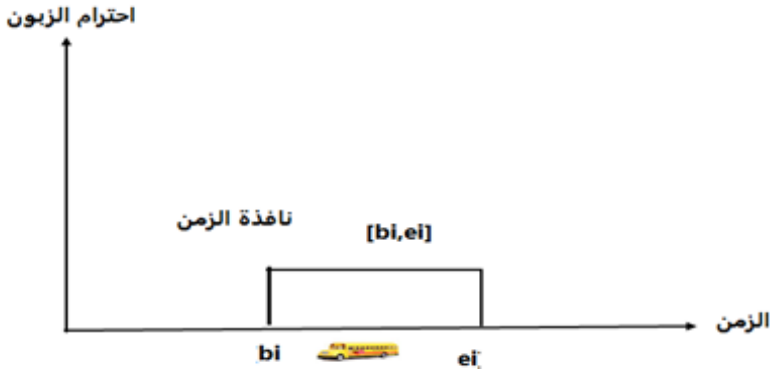 احترام الزبون
نافذة الزمن
[bi,ei]
الزمن
bi
ei